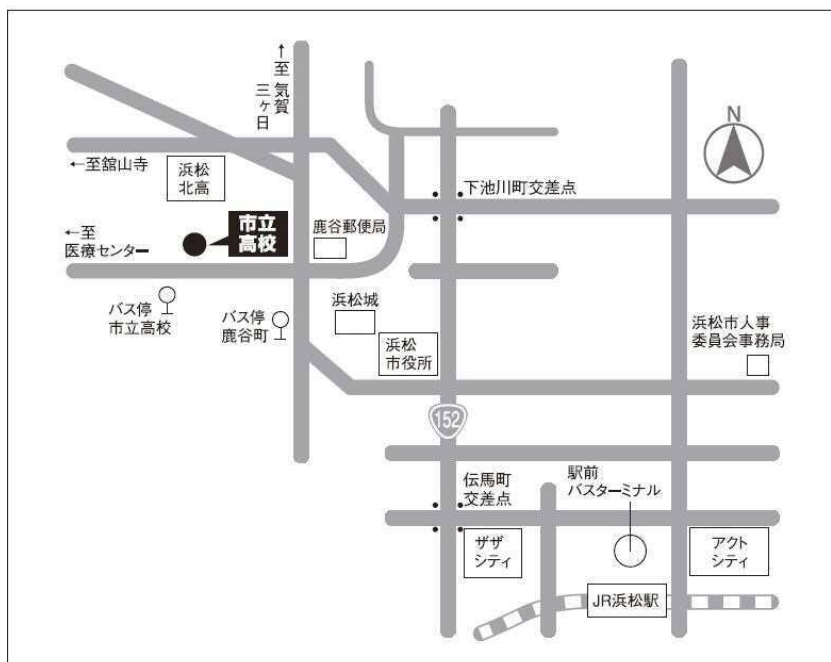 ↑至 気賀
三ヶ日
N
←至舘山寺
浜松
北高
下池川町交差点
市立
高校
鹿谷郵便局
←至
医療センター
バス停
市立高校
バス停
鹿谷町
浜松城
浜松
市役所
浜松市人事
委員会事務局
152
伝馬町
交差点
駅前
バスターミナル
ザザ
シティ
アクト
シティ
JR浜松駅